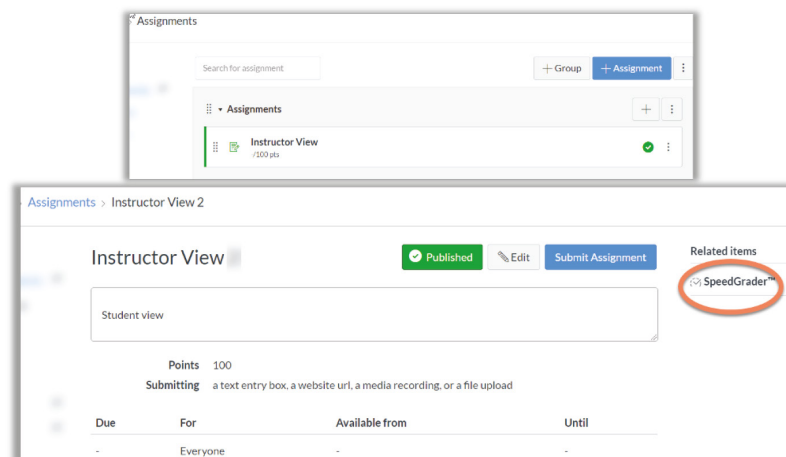 Assignments
Search for assignment
+ Group
+ Assignment
Assignments
Instructor View
/100 pts
Assignments > Instructor View 2
Instructor View
Published
Edit
Submit Assignment
Related items
SpeedGrader™
Student view
Points 100
Submitting a text entry box, a website url, a media recording, or a file upload
Due For Available from Until
- Everyone - -